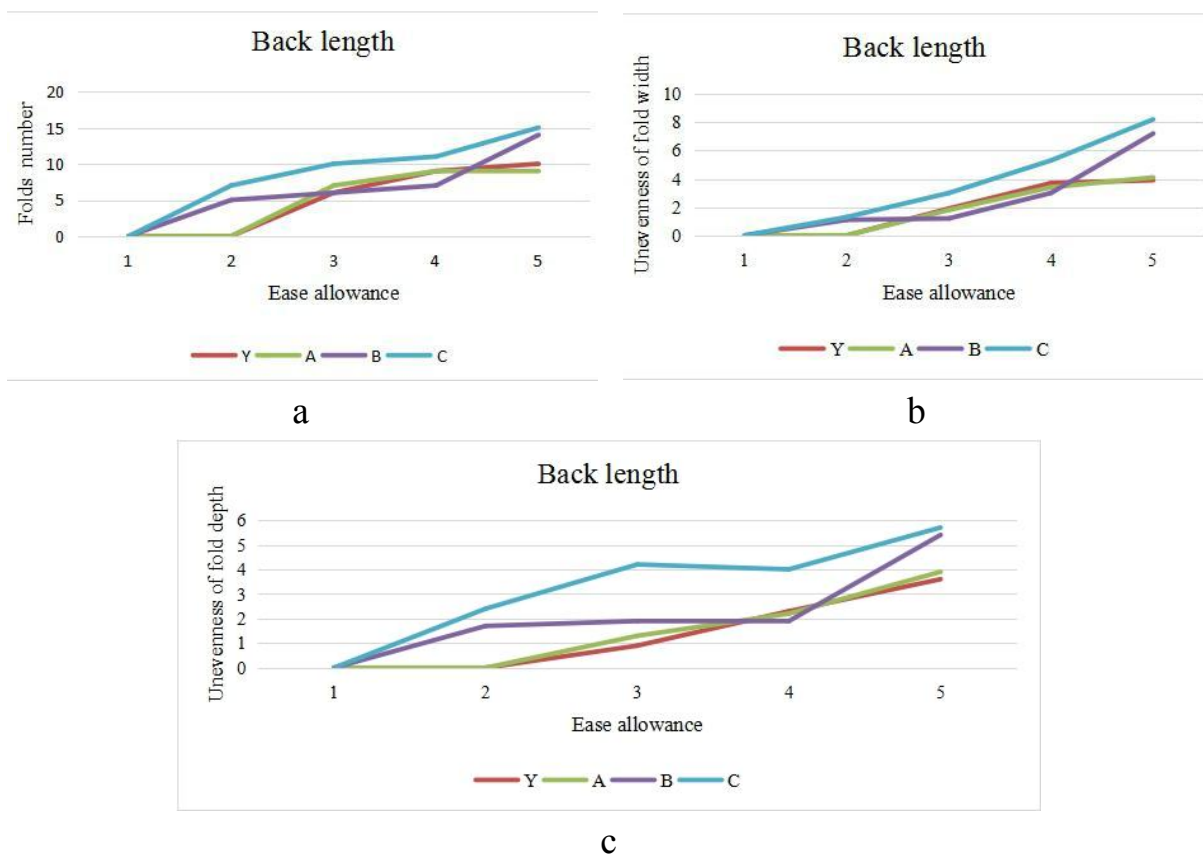 Back length
Folds number
20
15
10
5
0
1 2 3 4 5
Ease allowance
Y A B C
a
Back length
Unevenness of fold width
10
8
6
4
2
0
1 2 3 4 5
Ease allowance
Y A B C
b
Back length
Unevenness of fold depth
6
5
4
3
2
1
0
1 2 3 4 5
Ease allowance
Y A B C
c